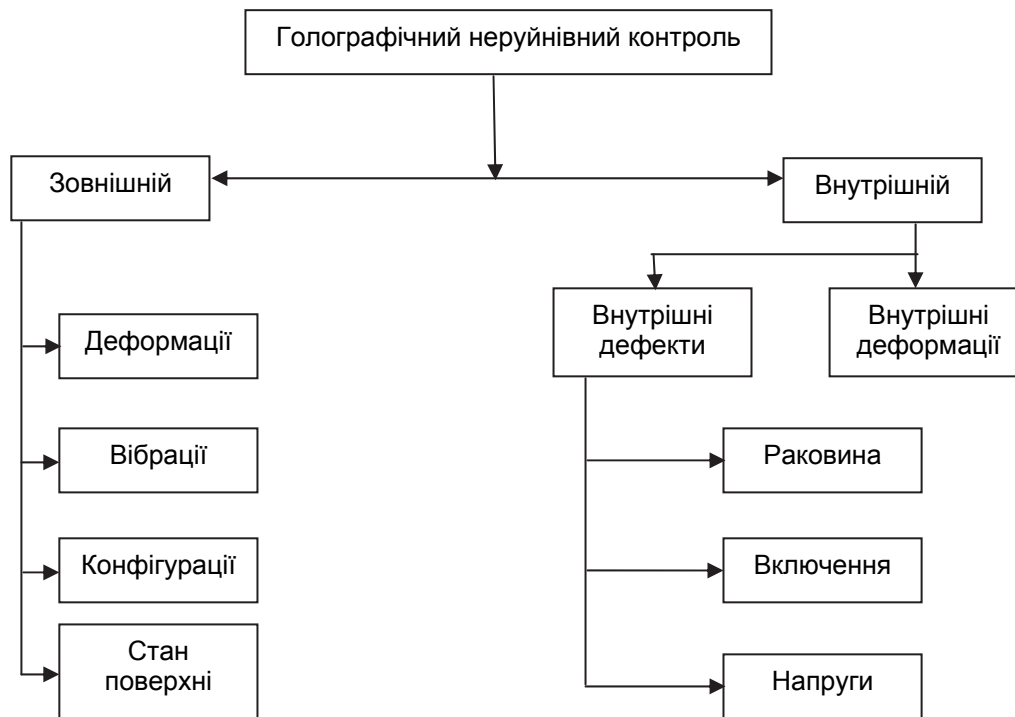 Голографічний неруйнівний контроль
Зовнішній
Внутрішній
Внутрішні
дефекти
Внутрішні
деформації
Деформації
Вібрації
Конфігурації
Стан
поверхні
Раковина
Включення
Напруги